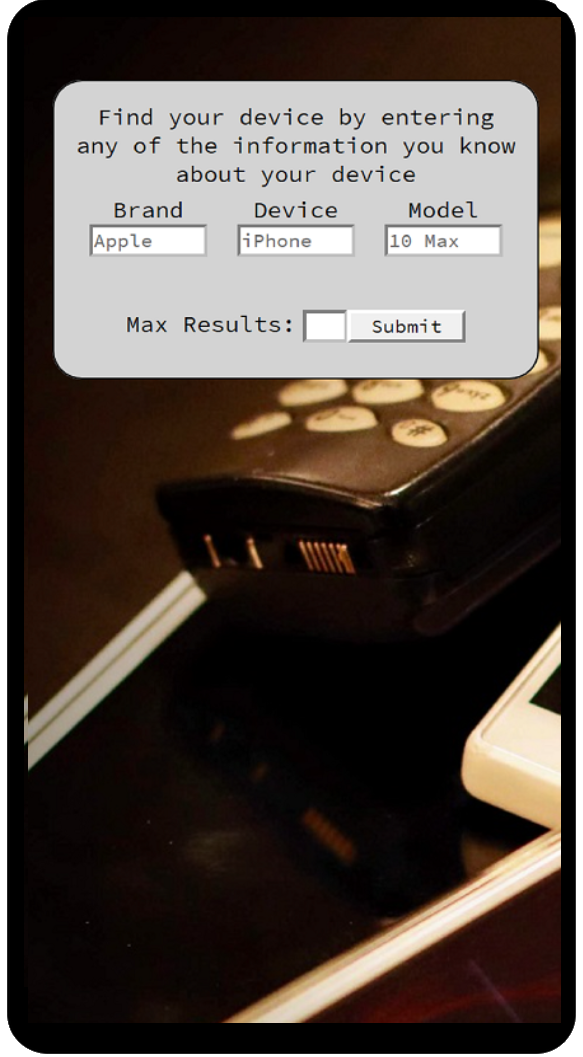 Find your device by entering
any of the information you know
about your device
Brand Device Model
Apple iPhone 10 Max
Max Results: Submit
#